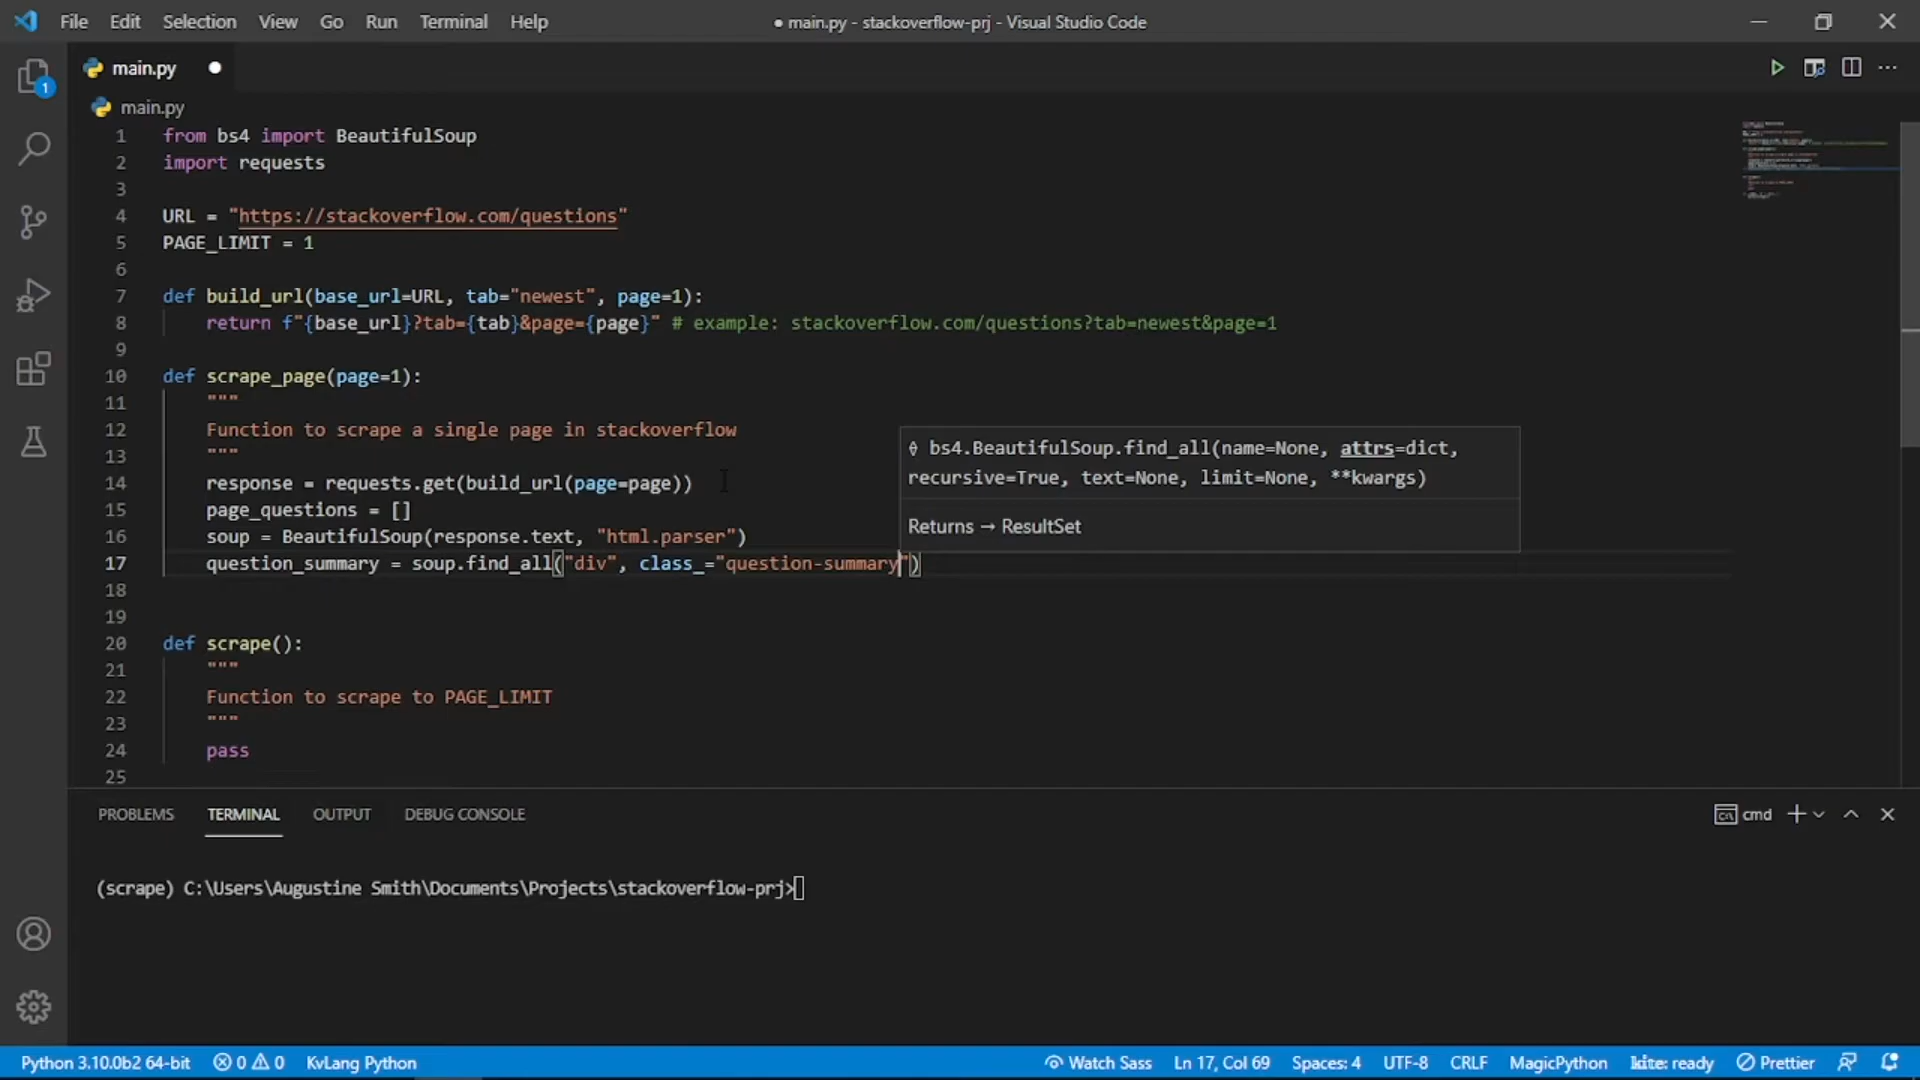 File Edit Selection View Go Run Terminal Help ● main.py - stackoverflow-prj - Visual Studio Code
1
main.py
main.py
1 from bs4 import BeautifulSoup
2 import requests
3
4 URL = "https://stackoverflow.com/questions"
5 PAGE_LIMIT = 1
6
7 def build_url(base_url=URL, tab="newest", page=1):
8 return f"{base_url}?tab={tab}&page={page}" # example: stackoverflow.com/questions?tab=newest&page=1
9
10 def scrape_page(page=1):
11 """
12 Function to scrape a single page in stackoverflow
13 """
14 response = requests.get(build_url(page=page))
15 page_questions = []
16 soup = BeautifulSoup(response.text, "html.parser")
17 question_summary = soup.find_all("div", class_="question-summary")
18
19
20 def scrape():
21 """
22 Function to scrape to PAGE_LIMIT
23 """
24 pass
25
bs4.BeautifulSoup.find_all(name=None, attrs=dict,
recursive=True, text=None, limit=None, **kwargs)
Returns → ResultSet
PROBLEMS TERMINAL OUTPUT DEBUG CONSOLE cmd
(scrape) C:\Users\Augustine Smith\Documents\Projects\stackoverflow-prj>
Python 3.10.0b2 64-bit 0 0 KvLang Python Watch Sass Ln 17, Col 69 Spaces: 4 UTF-8 CRLF MagicPython kite: ready Prettier